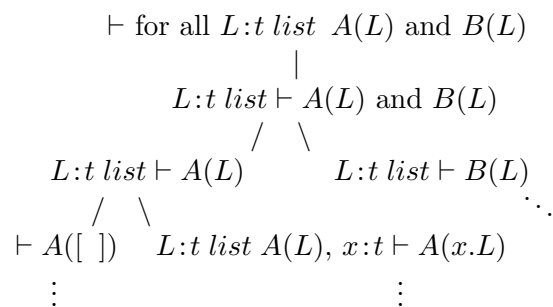 ⊢ for all L:t list A(L) and B(L)
L:t list ⊢ A(L) and B(L)
L:t list ⊢ A(L) L:t list ⊢ B(L)
⊢ A([ ]) L:t list A(L), x:t ⊢ A(x.L)